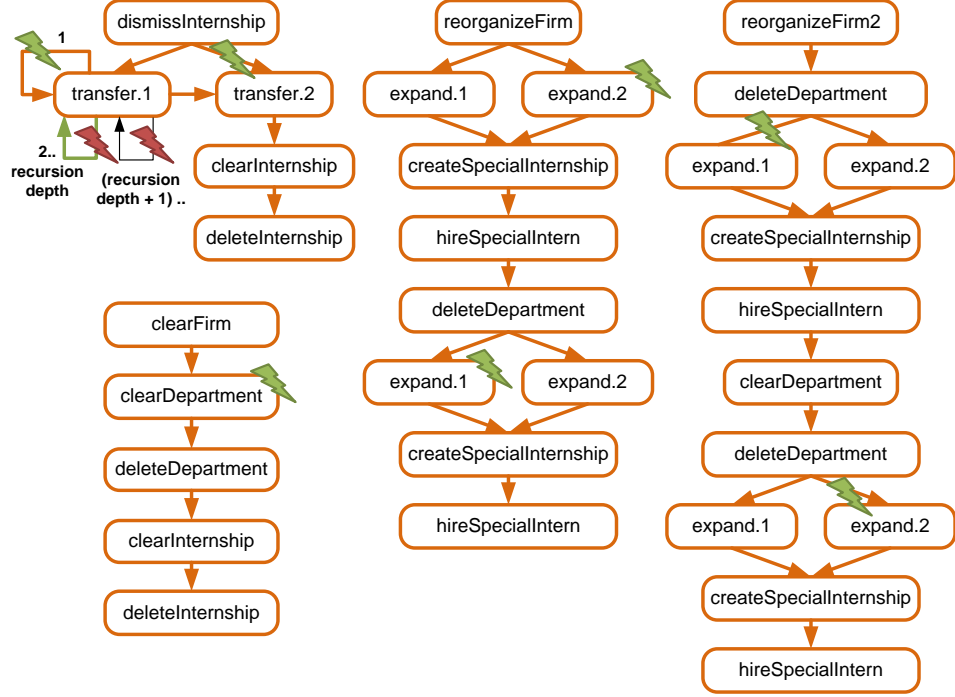 dismissInternship
1
transfer.1
transfer.2
2..
recursion
depth
(recursion
depth + 1) ..
clearInternship
deleteInternship
clearFirm
clearDepartment
deleteDepartment
clearInternship
deleteInternship
reorganizeFirm
expand.1
expand.2
createSpecialInternship
hireSpecialIntern
deleteDepartment
expand.1
expand.2
createSpecialInternship
hireSpecialIntern
reorganizeFirm2
deleteDepartment
expand.1
expand.2
createSpecialInternship
hireSpecialIntern
clearDepartment
deleteDepartment
expand.1
expand.2
createSpecialInternship
hireSpecialIntern